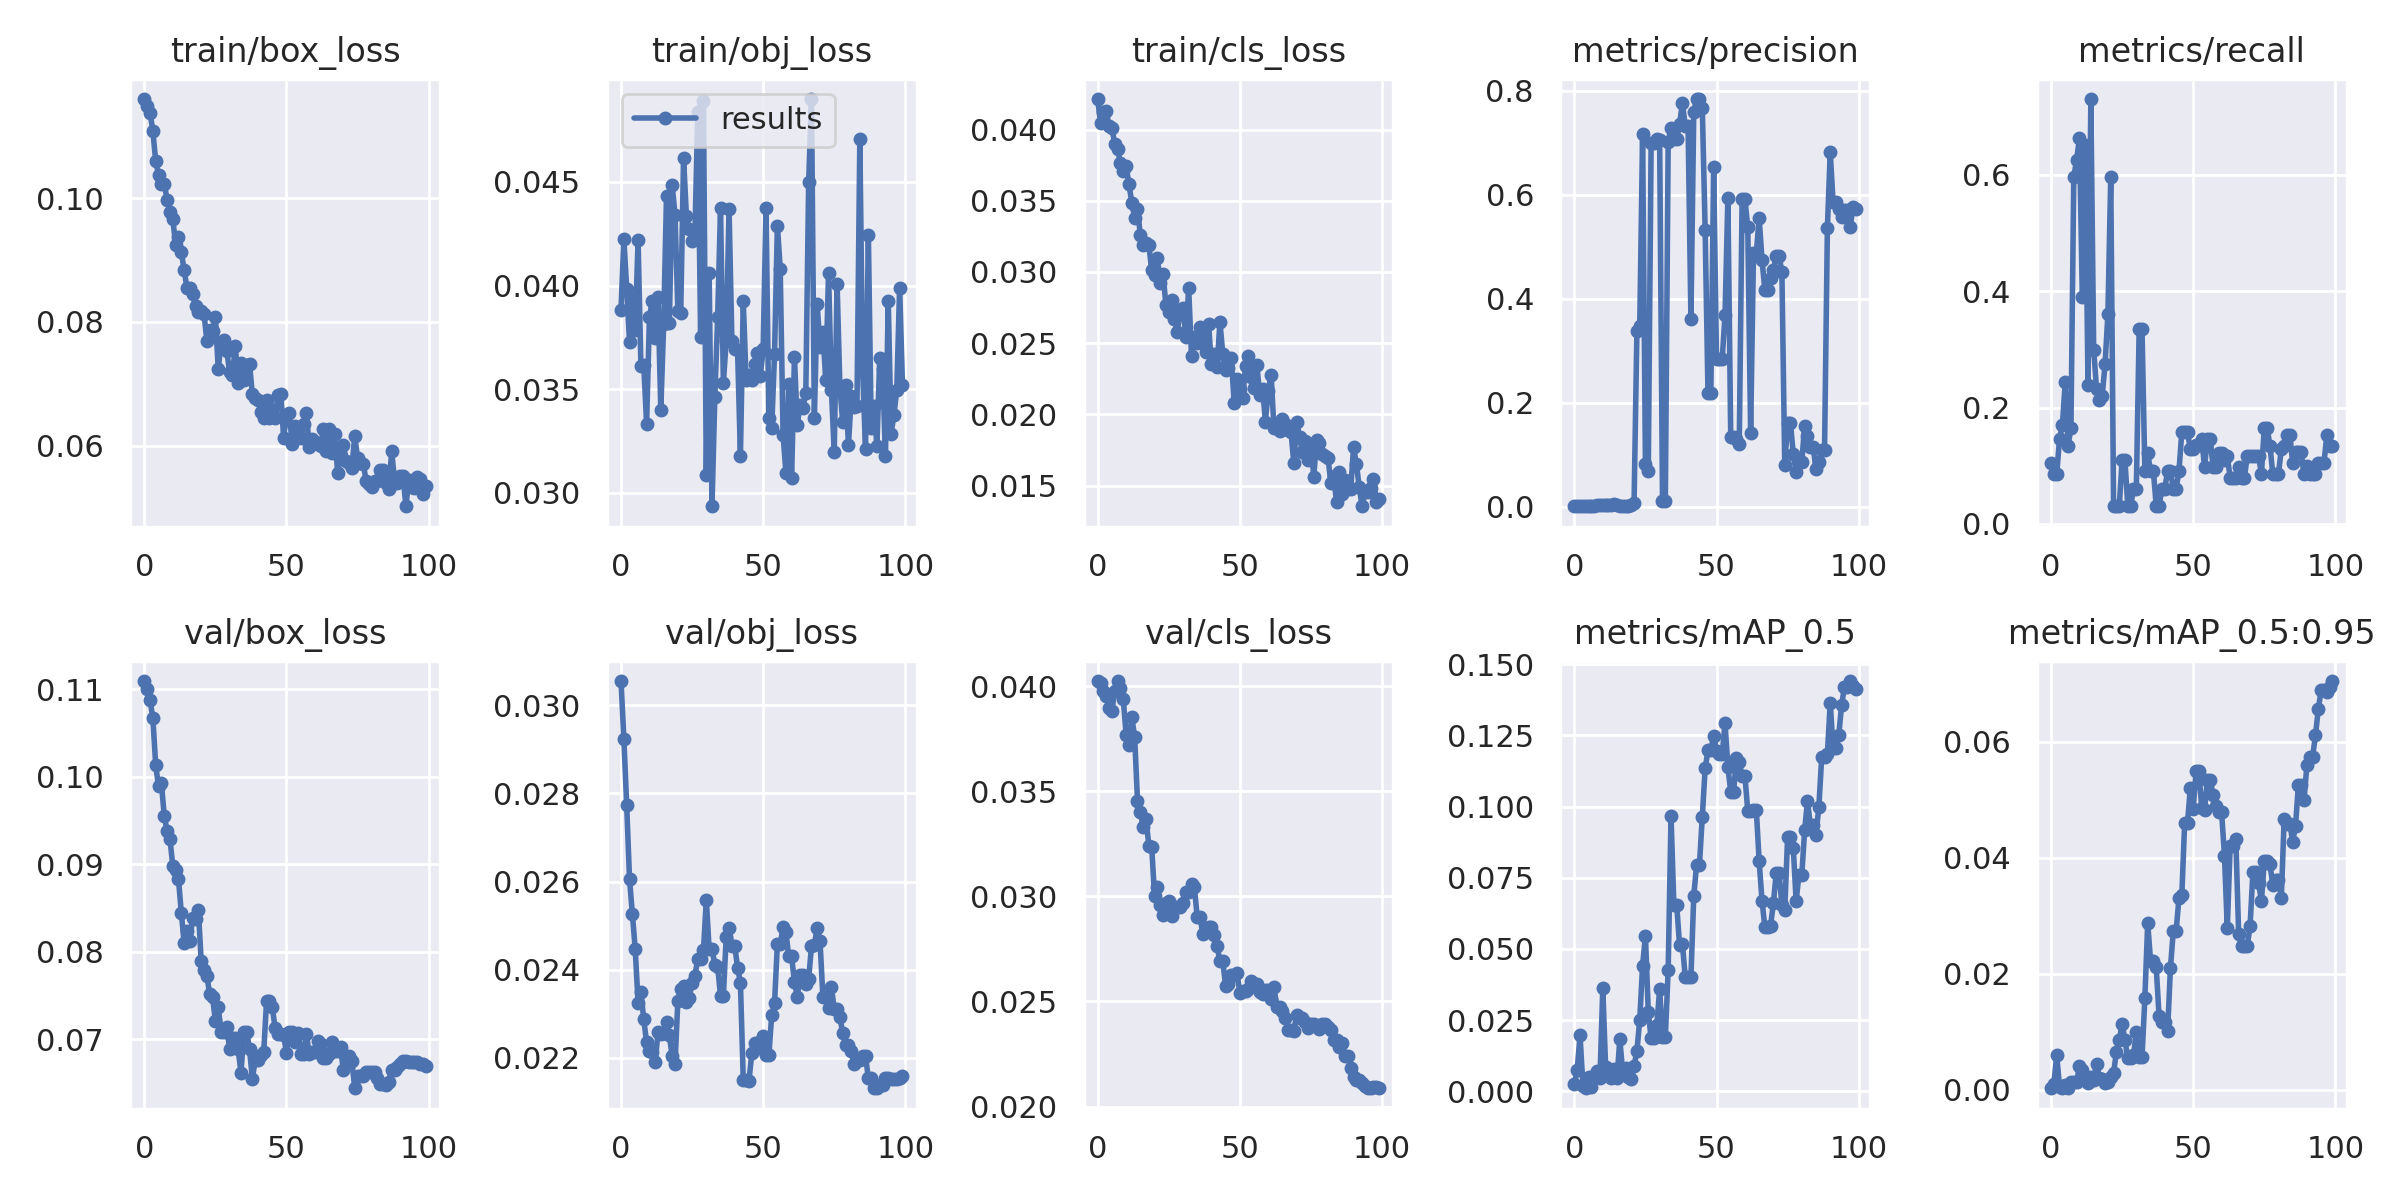 train/box_loss
train/obj_loss
train/cls_loss
metrics/precision
metrics/recall
results
0.10
0.08
0.06
0 50 100
0.045
0.040
0.035
0.030
0 50 100
0.040
0.035
0.030
0.025
0.020
0.015
0 50 100
0.8
0.6
0.4
0.2
0.0
0 50 100
0.6
0.4
0.2
0.0
0 50 100
val/box_loss
val/obj_loss
val/cls_loss
metrics/mAP_0.5
metrics/mAP_0.5:0.95
0.11
0.10
0.09
0.08
0.07
0 50 100
0.030
0.028
0.026
0.024
0.022
0 50 100
0.040
0.035
0.030
0.025
0.020
0 50 100
0.150
0.125
0.100
0.075
0.050
0.025
0.000
0 50 100
0.06
0.04
0.02
0.00
0 50 100